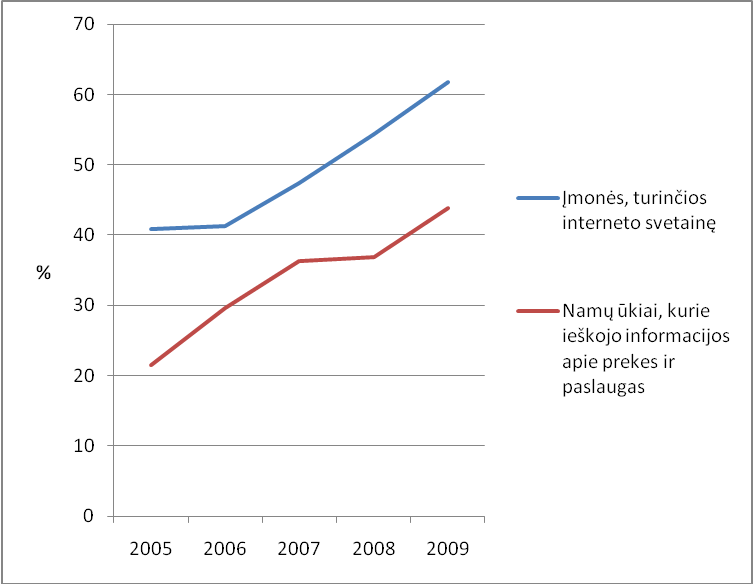 70
60
50
40
30
20
10
0
%
2005 2006 2007 2008 2009
Įmonės, turinčios
interneto svetainę
Namų ūkiai, kurie
ieškojo informacijos
apie prekes ir
paslaugas